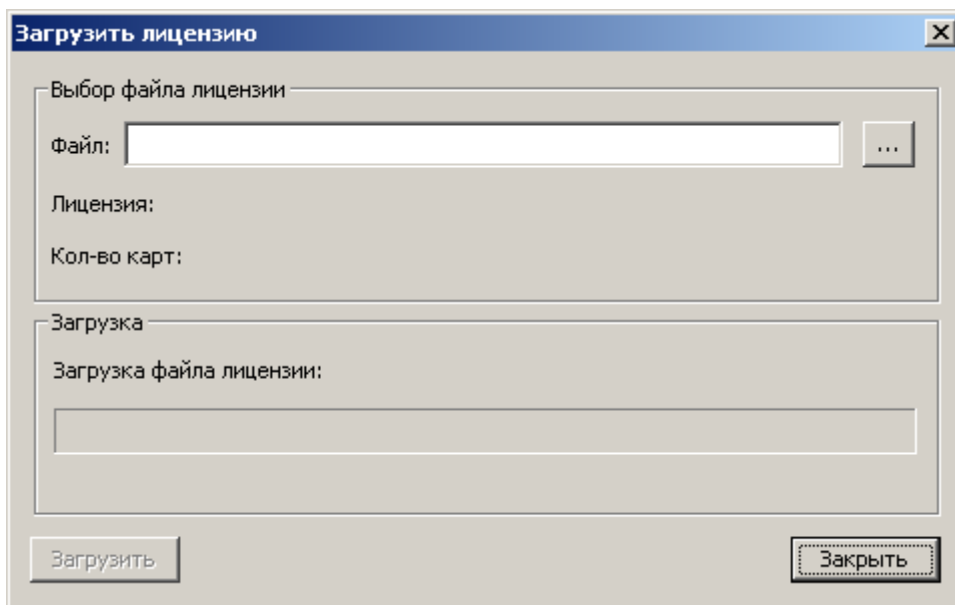 Загрузить лицензию
Выбор файла лицензии
Файл: ...
Лицензия:
Кол-во карт:
Загрузка
Загрузка файла лицензии:
Загрузить Закрыть